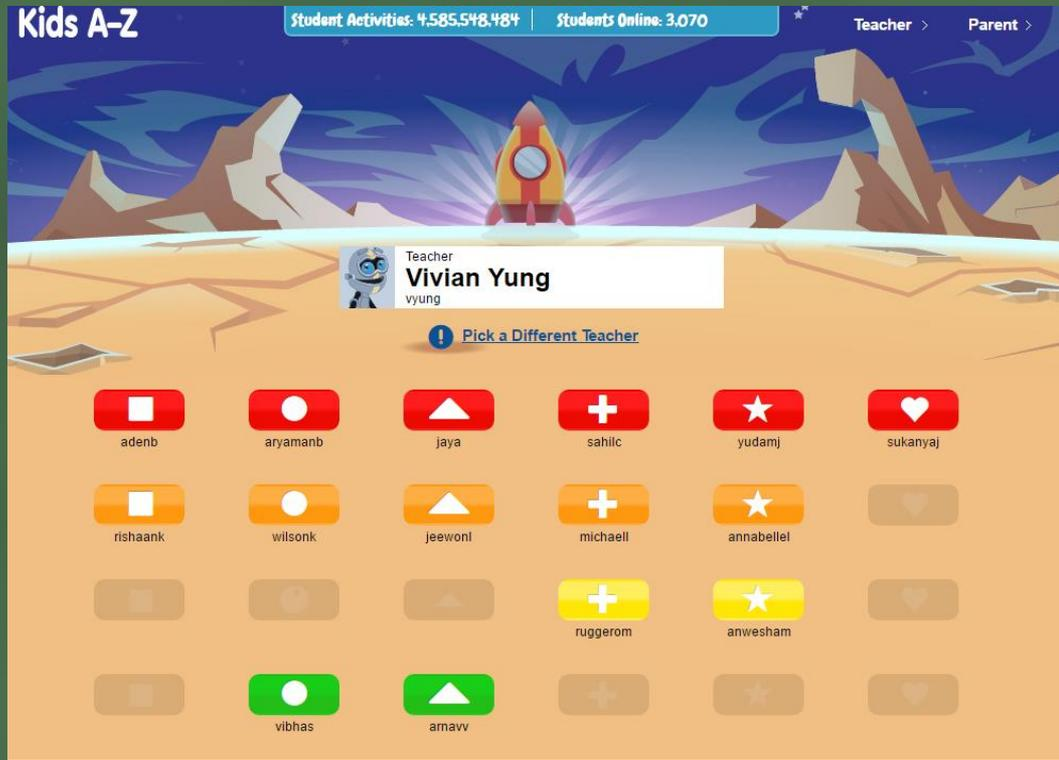 Kids A-Z
Student Activities: 4,585,548,484
Students Online: 3,070
Teacher >
Parent >
Teacher
Vivian Yung
vyung
! Pick a Different Teacher
adenb aryamanb jaya sahilc yudamj sukanyaj
rishaank wilsonk jeewonl michaell annabellel
ruggerom anwesham
vibhas arnavv